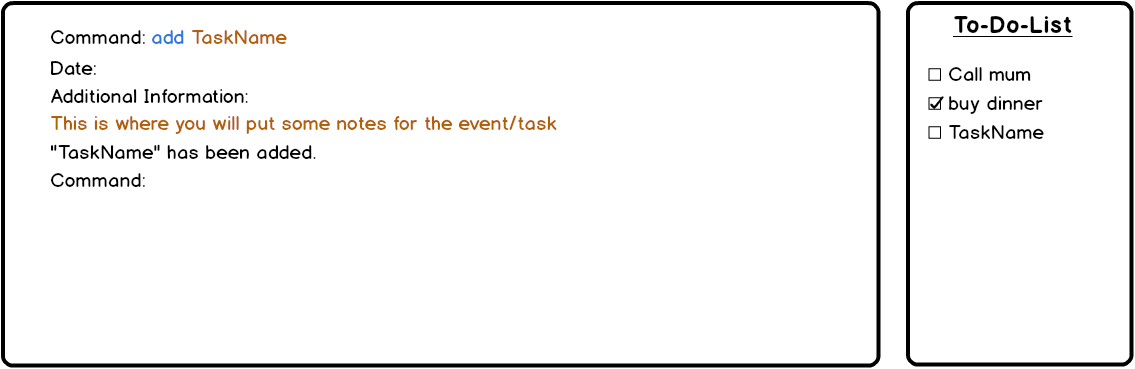 Command: add TaskName
Date:
Additional Information:
This is where you will put some notes for the event/task
"TaskName" has been added.
Command:
To-Do-List
Call mum
buy dinner
TaskName